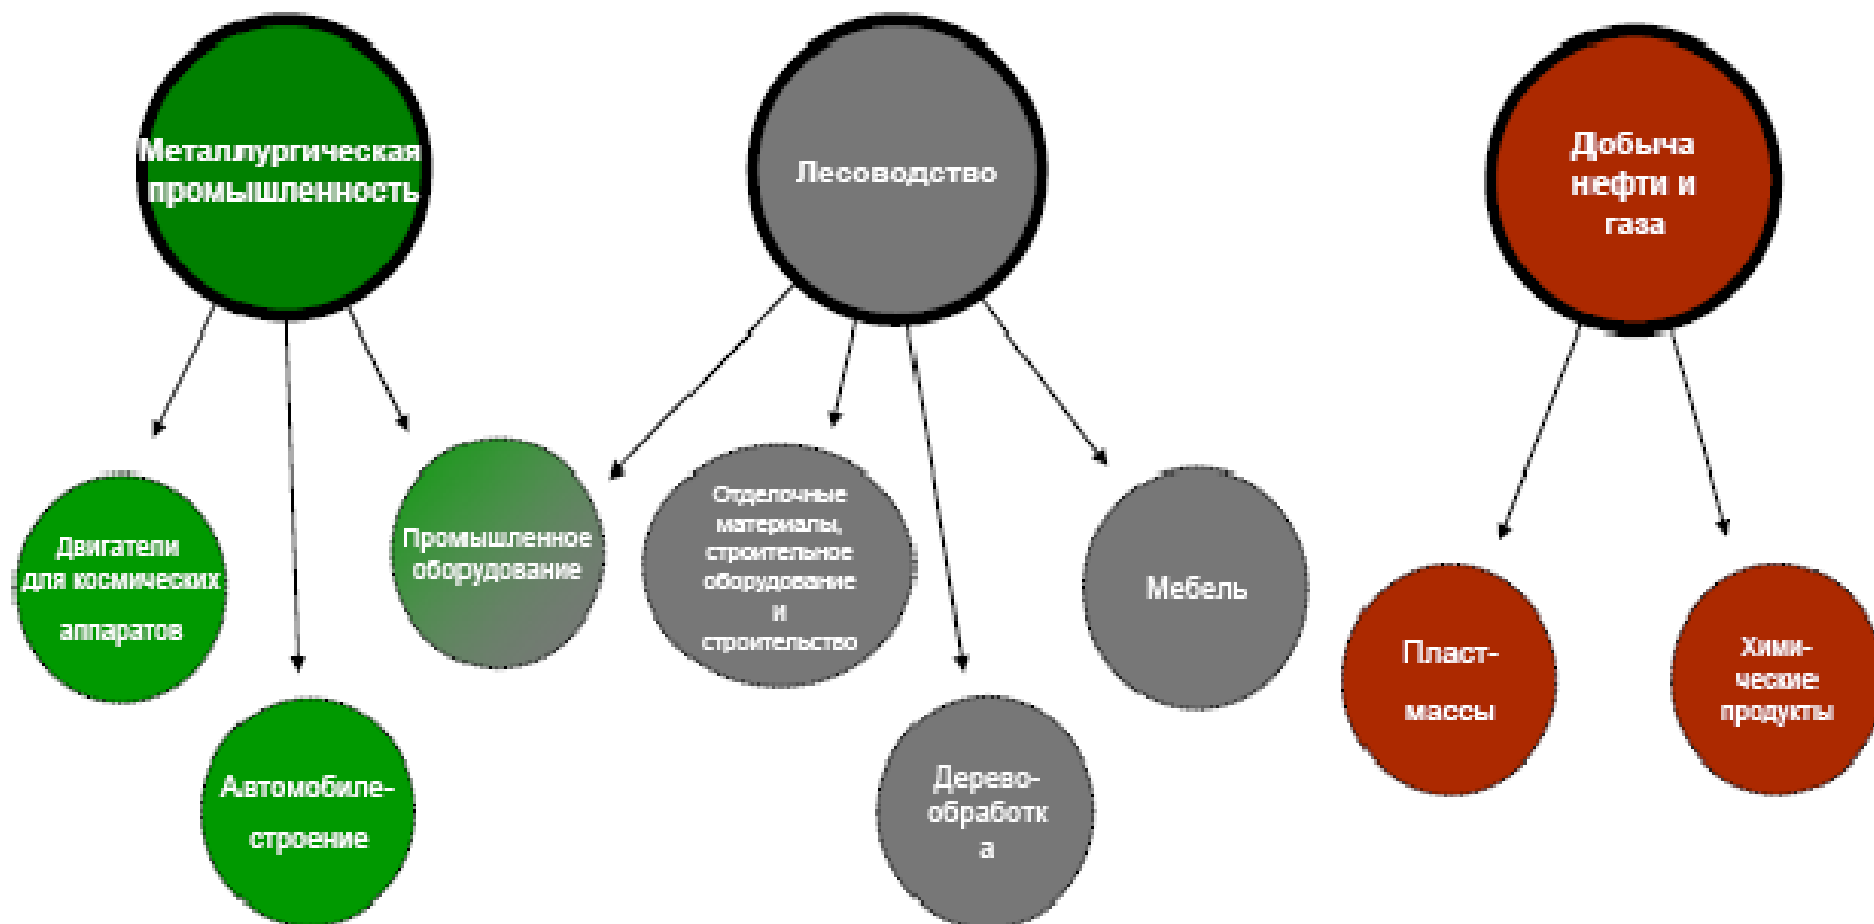 Металлургическая
промышленность
Лесоводство
Добыча
нефти и
газа
Двигатели
для космических
аппаратов
Автомобиле-
строение
Промышленное
оборудование
Отделочные
материалы,
строительное
оборудование
и
строительство
Дерево-
обработк
а
Мебель
Пласт-
массы
Хими-
ческие
продукты